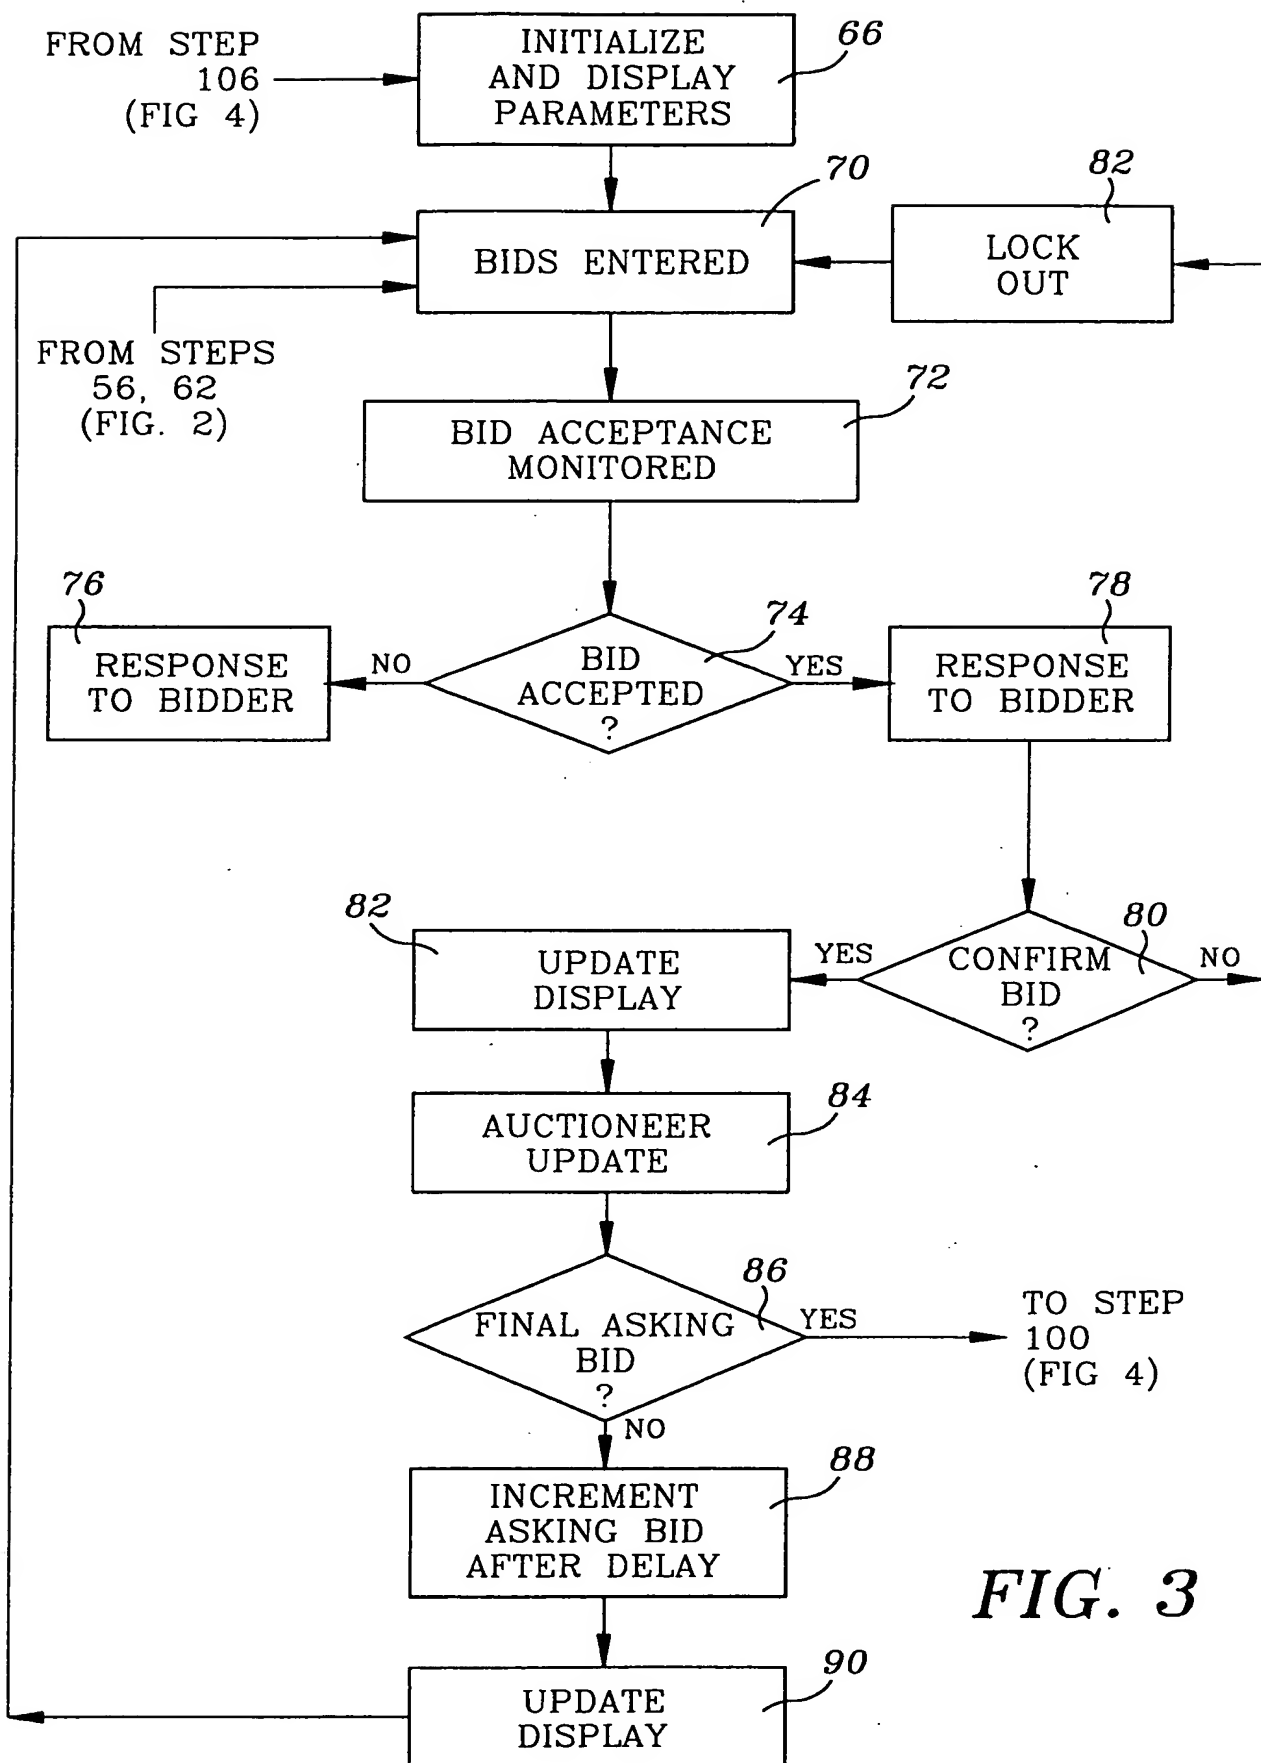 66
FROM STEP
106
(FIG 4)
INITIALIZE
AND DISPLAY
PARAMETERS
70
82
BIDS ENTERED
LOCK
OUT
FROM STEPS
56, 62
(FIG. 2)
72
BID ACCEPTANCE
MONITORED
76
74
78
RESPONSE
TO BIDDER
NO
BID
ACCEPTED
?
YES
RESPONSE
TO BIDDER
82
80
UPDATE
DISPLAY
YES
CONFIRM
BID
?
NO
84
AUCTIONEER
UPDATE
86
FINAL ASKING
BID
?
YES
TO STEP
100
(FIG 4)
NO
88
INCREMENT
ASKING BID
AFTER DELAY
FIG. 3
90
UPDATE
DISPLAY